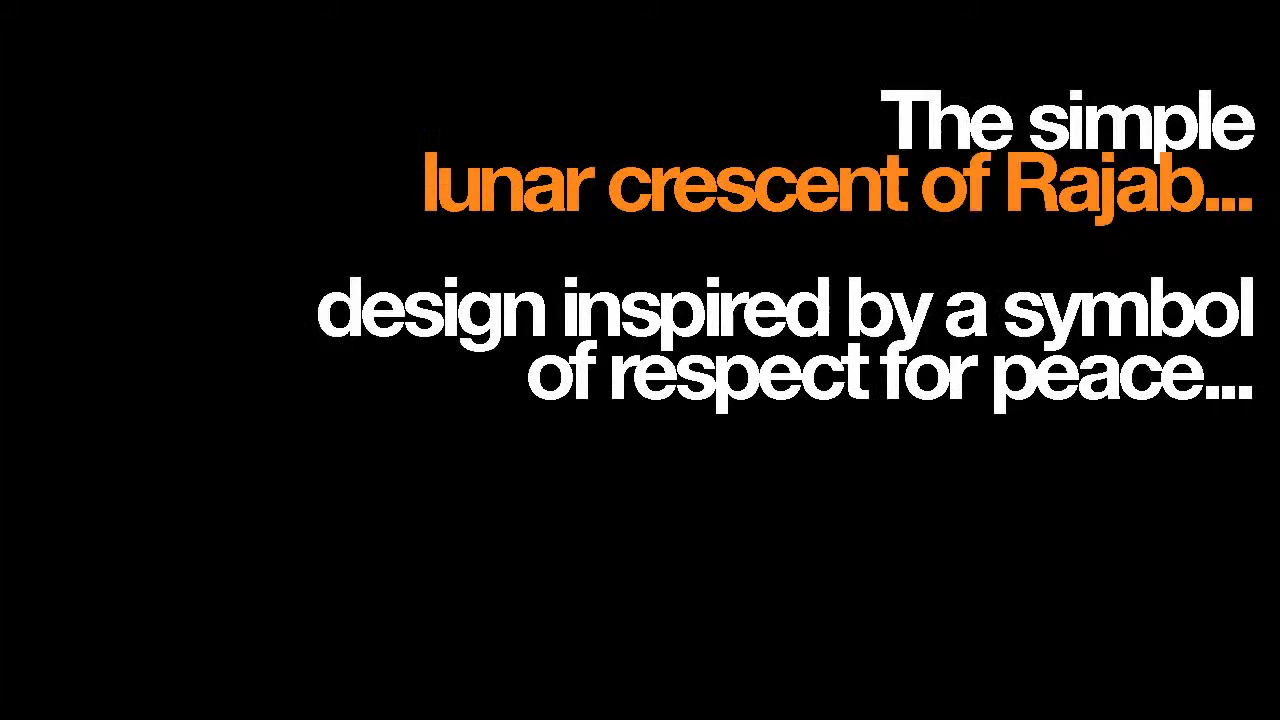 The simple
lunar crescent of Rajab...
design inspired by a symbol
of respect for peace...